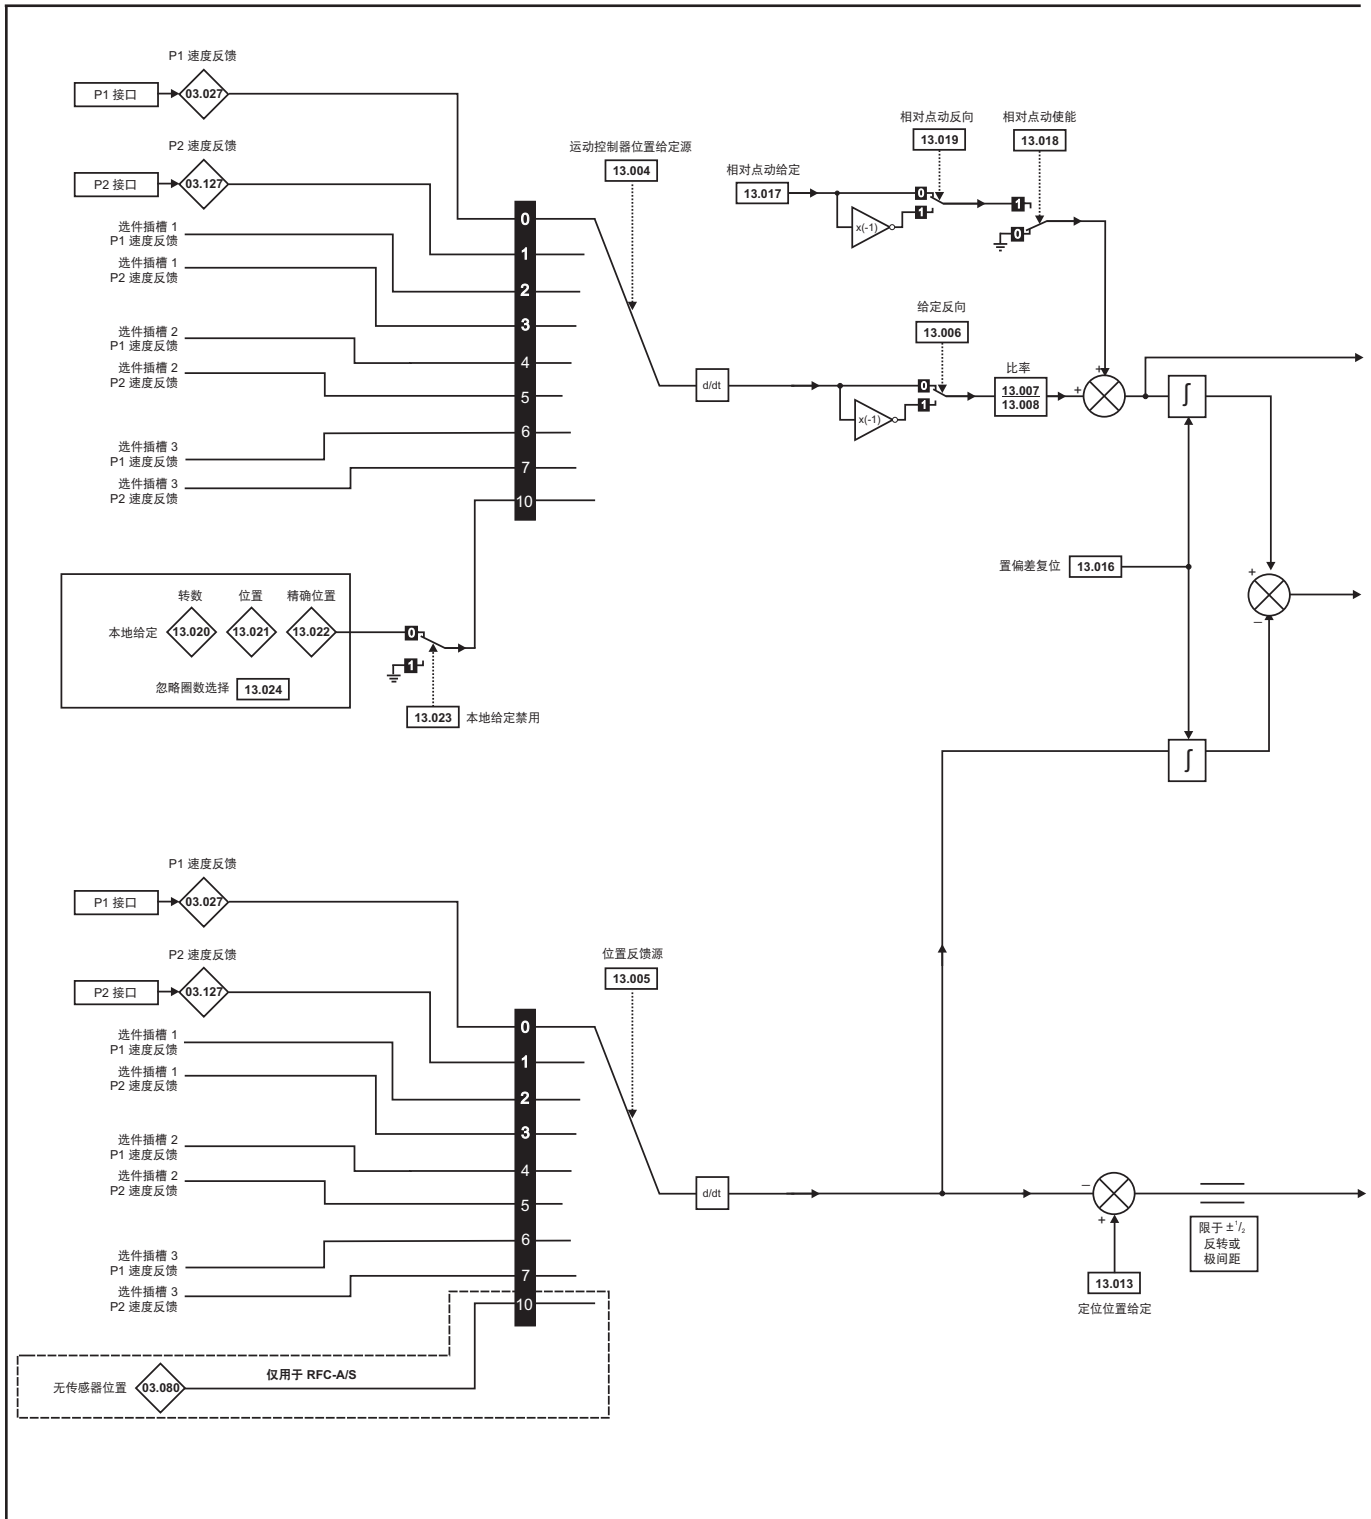 P1 速度反馈
P1 接口
03.027
P2 速度反馈
P2 接口
03.127
选件插槽 1
P1 速度反馈
选件插槽 1
P2 速度反馈
选件插槽 2
P1 速度反馈
选件插槽 2
P2 速度反馈
选件插槽 3
P1 速度反馈
选件插槽 3
P2 速度反馈
0
1
2
3
4
5
6
7
10
运动控制器位置给定源
13.004
d/dt
相对点动反向
13.019
相对点动使能
13.018
相对点动给定
13.017
0
1
x(-1)
1
0
给定反向
13.006
0
1
x(-1)
比率
13.007
13.008
+
+
∫
置偏差复位
13.016
+
−
∫
转数
位置
精确位置
本地给定
13.020
13.021
13.022
忽略圈数选择
13.024
0
1
13.023
本地给定禁用
P1 速度反馈
P1 接口
03.027
P2 速度反馈
P2 接口
03.127
选件插槽 1
P1 速度反馈
选件插槽 1
P2 速度反馈
选件插槽 2
P1 速度反馈
选件插槽 2
P2 速度反馈
选件插槽 3
P1 速度反馈
选件插槽 3
P2 速度反馈
0
1
2
3
4
5
6
7
10
位置反馈源
13.005
d/dt
−
+
13.013
定位位置给定
限于 ±1/2
反转或
极间距
仅用于 RFC-A/S
无传感器位置
03.080